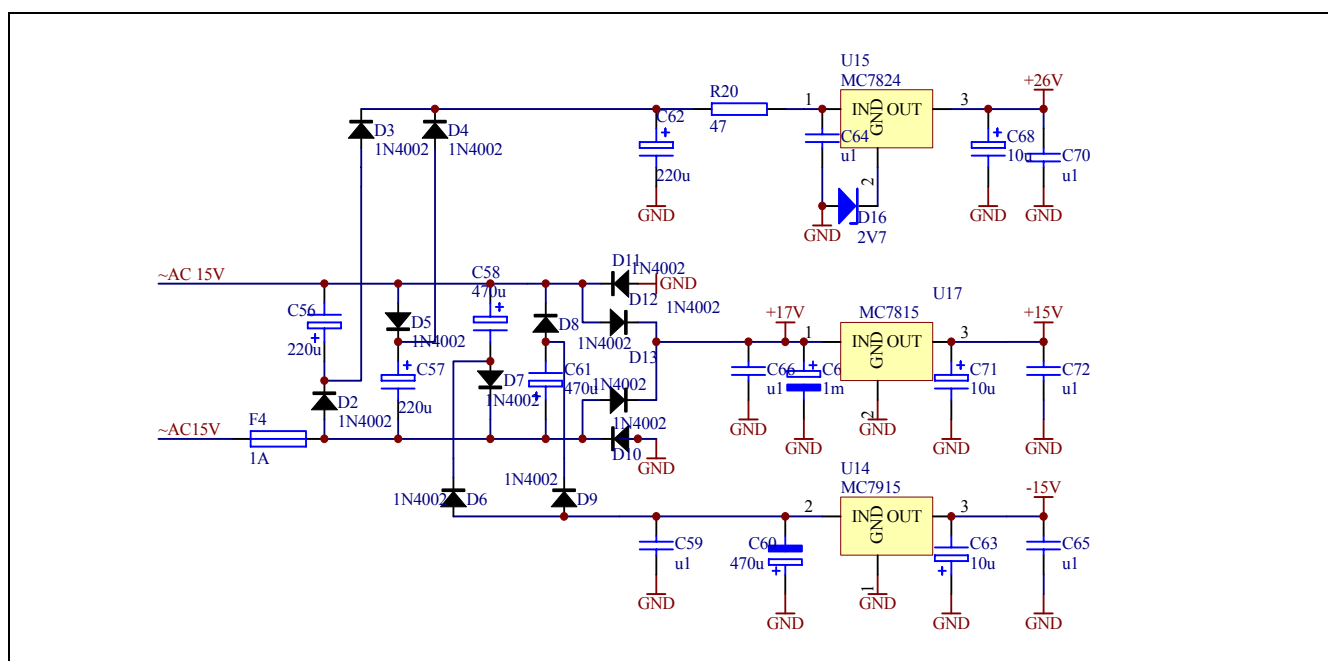 U15
MC7824
+26V
R20
47
1
IN
OUT
GND
3
D3
1N4002
D4
1N4002
C62
220u
C64
u1
2
C68
10u
C70
u1
GND
GND
D16
2V7
GND
GND
~AC 15V
C58
470u
D11
1N4002
GND
D12
1N4002
C56
220u
D5
1N4002
D8
1N4002
D13
+17V
U17
MC7815
1
IN
OUT
GND
3
+15V
C57
220u
D7
1N4002
C61
470u
1N4002
C66
u1
C6
1m
C71
10u
C72
u1
D2
1N4002
1N4002
2
GND
GND
GND
GND
GND
~AC15V
F4
1A
D10
GND
1N4002
D6
1N4002
D9
U14
MC7915
2
IN
OUT
GND
3
-15V
C59
u1
C60
470u
C63
10u
C65
u1
1
GND
GND
GND
GND
GND